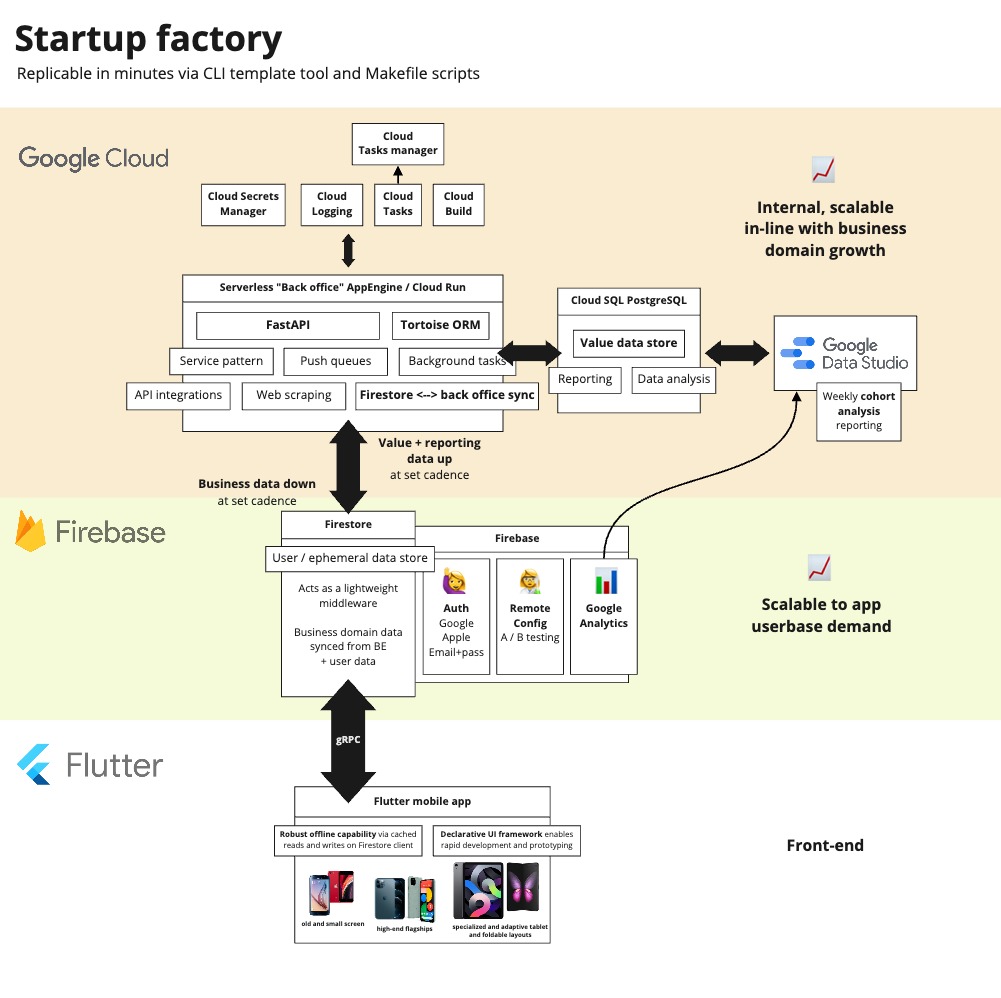 Startup factory
Replicable in minutes via CLI template tool and Makefile scripts
Google Cloud
Cloud
Tasks manager
Cloud Secrets
Manager
Cloud
Logging
Cloud
Tasks
Cloud
Build
Internal, scalable
in-line with business
domain growth
Serverless "Back office" AppEngine / Cloud Run
FastAPI
Tortoise ORM
Service pattern
Push queues
Background tasks
API integrations
Web scraping
Firestore <--> back office sync
Cloud SQL PostgreSQL
Value data store
Reporting
Data analysis
Google
Data Studio
Weekly cohort
analysis
reporting
Value + reporting
data up
at set cadence
Business data down
at set cadence
Firebase
Firestore
User / ephemeral data store
Acts as a lightweight
middleware
Business domain data
synced from BE
+ user data
Firebase
Auth
Google
Apple
Email+pass
Remote
Config
A / B testing
Google
Analytics
Scalable to app
userbase demand
gRPC
Flutter
Flutter mobile app
Robust offline capability via cached
reads and writes on Firestore client
Declarative UI framework enables
rapid development and prototyping
old and small screen
high-end flagships
specialized and adaptive tablet
and foldable layouts
Front-end